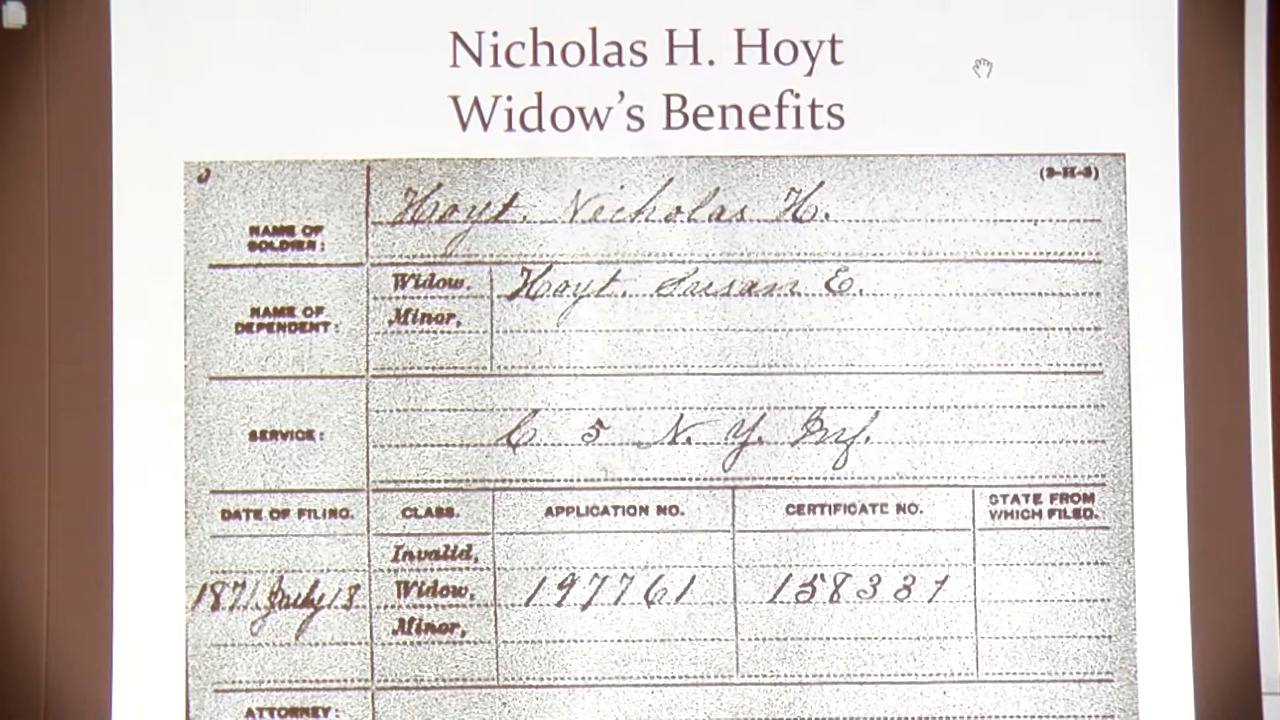 Nicholas H. Hoyt
Widow's Benefits
(3-H-3)
NAME OF SOLDIER: Hoyt. Nicholas H.
NAME OF DEPENDENT: Widow, Hoyt. Susan E.
Minor,
SERVICE: C 5 N. Y. Inf.
DATE OF FILING. CLASS. APPLICATION NO. CERTIFICATE NO. STATE FROM WHICH FILED.
Invalid,
1871 July 18 Widow, 197761 158331
Minor,
ATTORNEY: